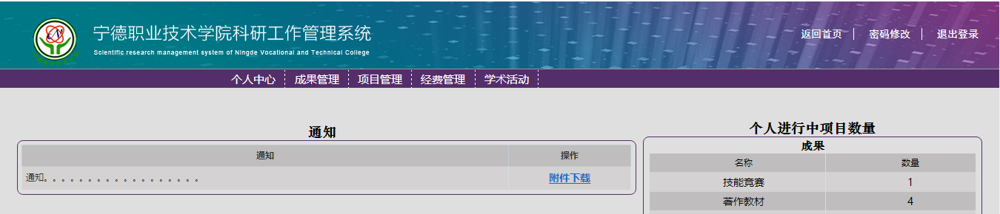 宁德职业技术学院科研工作管理系统
Scientific research management system of Ningde Vocational and Technical College
返回首页 密码修改 退出登录
个人中心 成果管理 项目管理 经费管理 学术活动
通知
通知 操作
通知。。。。。。。。。。。。。。。。。。 附件下载
个人进行中项目数量
成果
名称 数量
技能竞赛 1
著作教材 4